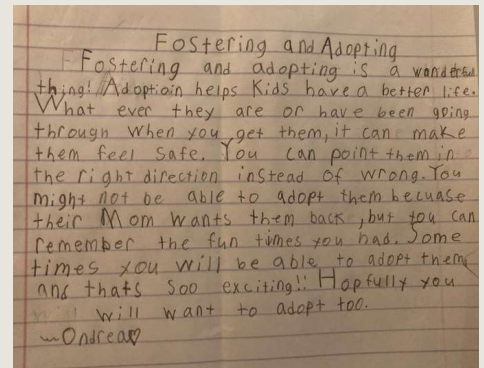 Fostering and Adopting
Fostering and adopting is a wonderful
thing! Adoptioin helps Kids have a better life.
What ever they are or have been going
through when you get them, it can make
them feel safe. You can point them in
the right direction instead of wrong. You
might not be able to adopt them becuase
their Mom wants them back, but you can
remember the fun times you had. Some
times you will be able to adopt them,
and thats Soo exciting!! Hopfully you
will want to adopt too.
~Ondrea♡